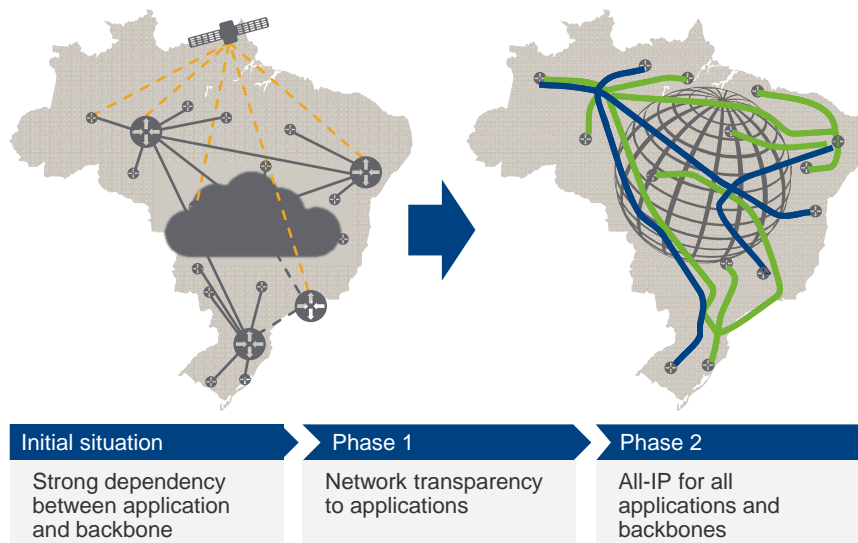 Initial situation
Phase 1
Phase 2
Strong dependency
between application
and backbone
Network transparency
to applications
All-IP for all
applications and
backbones